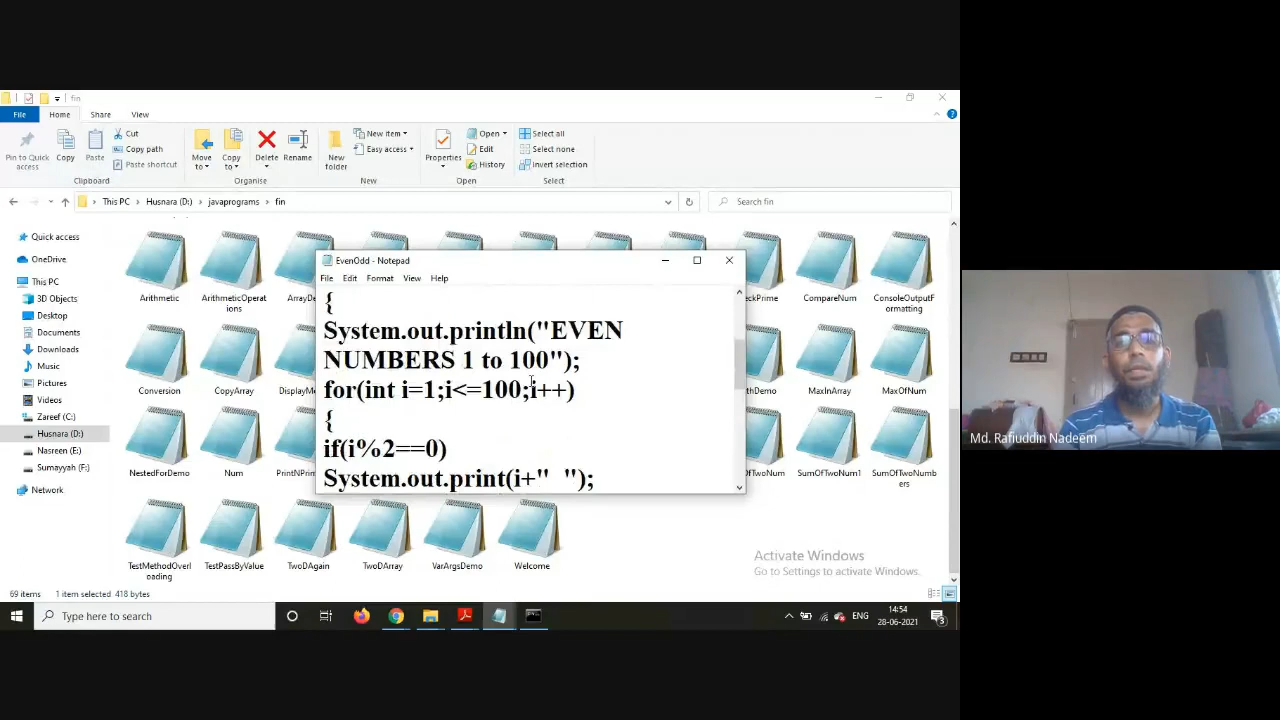 fin
File Home Share View
Pin to Quick access
Copy
Paste
Cut
Copy path
Paste shortcut
Move to
Copy to
Delete
Rename
New folder
New item
Easy access
Properties
Open
Edit
History
Select all
Select none
Invert selection
Clipboard Organise New Open Select
This PC > Husnara (D:) > javaprograms > fin
Search fin
Quick access
OneDrive
This PC
3D Objects
Desktop
Documents
Downloads
Music
Pictures
Videos
Zareef (C:)
Husnara (D:)
Nasreen (E:)
Sumayyah (F:)
Network
Arithmetic
ArithmeticOperations
CompareNum
ConsoleOutputFormatting
EvenOdd - Notepad
File Edit Format View Help
{
System.out.println("EVEN
NUMBERS 1 to 100");
for(int i=1;i<=100;i++)
{
if(i%2==0)
System.out.print(i+" ");
Conversion
CopyArray
MaxInArray
MaxOfNum
NestedForDemo
Num
SumOfTwoNum1
SumOfTwoNumbers
TestMethodOverloading
TestPassByValue
TwoDAgain
TwoDArray
VarArgsDemo
Welcome
Activate Windows
Go to Settings to activate Windows.
69 items 1 item selected 418 bytes
Type here to search
ENG
14:54
28-06-2021
3
Md. Rafiuddin Nadeem